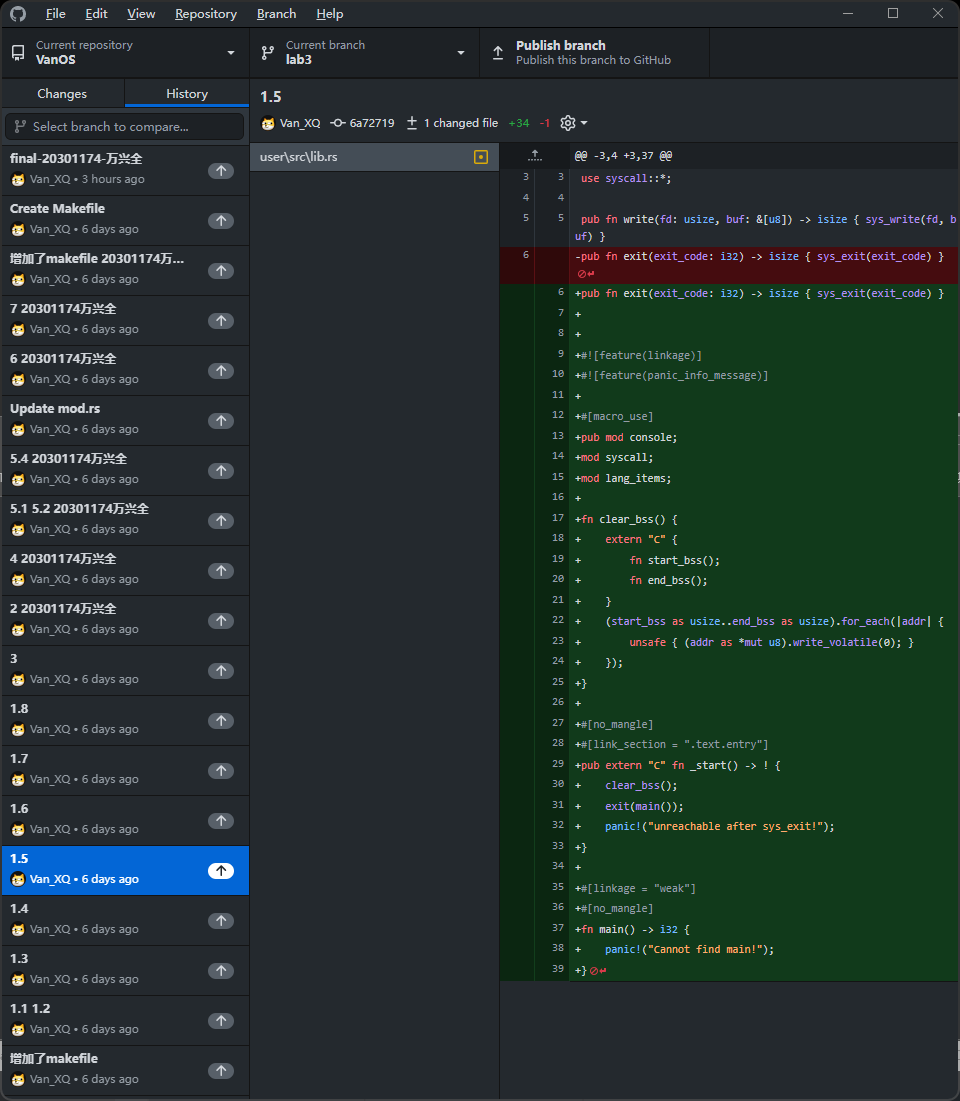 File Edit View Repository Branch Help
Current repository
VanOS
Current branch
lab3
Publish branch
Publish this branch to GitHub
Changes
History
Select branch to compare...
final-20301174-万兴全
Van_XQ • 3 hours ago
Create Makefile
Van_XQ • 6 days ago
增加了makefile 20301174万...
Van_XQ • 6 days ago
7 20301174万兴全
Van_XQ • 6 days ago
6 20301174万兴全
Van_XQ • 6 days ago
Update mod.rs
Van_XQ • 6 days ago
5.4 20301174万兴全
Van_XQ • 6 days ago
5.1 5.2 20301174万兴全
Van_XQ • 6 days ago
4 20301174万兴全
Van_XQ • 6 days ago
2 20301174万兴全
Van_XQ • 6 days ago
3
Van_XQ • 6 days ago
1.8
Van_XQ • 6 days ago
1.7
Van_XQ • 6 days ago
1.6
Van_XQ • 6 days ago
1.5
Van_XQ • 6 days ago
1.4
Van_XQ • 6 days ago
1.3
Van_XQ • 6 days ago
1.1 1.2
Van_XQ • 6 days ago
增加了makefile
Van_XQ • 6 days ago
1.5
Van_XQ 6a72719 1 changed file +34 -1
user\src\lib.rs
@@ -3,4 +3,37 @@
3 3 use syscall::*;
4 4
5 5 pub fn write(fd: usize, buf: &[u8]) -> isize { sys_write(fd, b
uf) }
6 -pub fn exit(exit_code: i32) -> isize { sys_exit(exit_code) }
6 +pub fn exit(exit_code: i32) -> isize { sys_exit(exit_code) }
7 +
8 +
9 +#![feature(linkage)]
10 +#![feature(panic_info_message)]
11 +
12 +#[macro_use]
13 +pub mod console;
14 +mod syscall;
15 +mod lang_items;
16 +
17 +fn clear_bss() {
18 +    extern "C" {
19 +        fn start_bss();
20 +        fn end_bss();
21 +    }
22 +    (start_bss as usize..end_bss as usize).for_each(|addr| {
23 +        unsafe { (addr as *mut u8).write_volatile(0); }
24 +    });
25 +}
26 +
27 +#[no_mangle]
28 +#[link_section = ".text.entry"]
29 +pub extern "C" fn _start() -> ! {
30 +    clear_bss();
31 +    exit(main());
32 +    panic!("unreachable after sys_exit!");
33 +}
34 +
35 +#[linkage = "weak"]
36 +#[no_mangle]
37 +fn main() -> i32 {
38 +    panic!("Cannot find main!");
39 +}